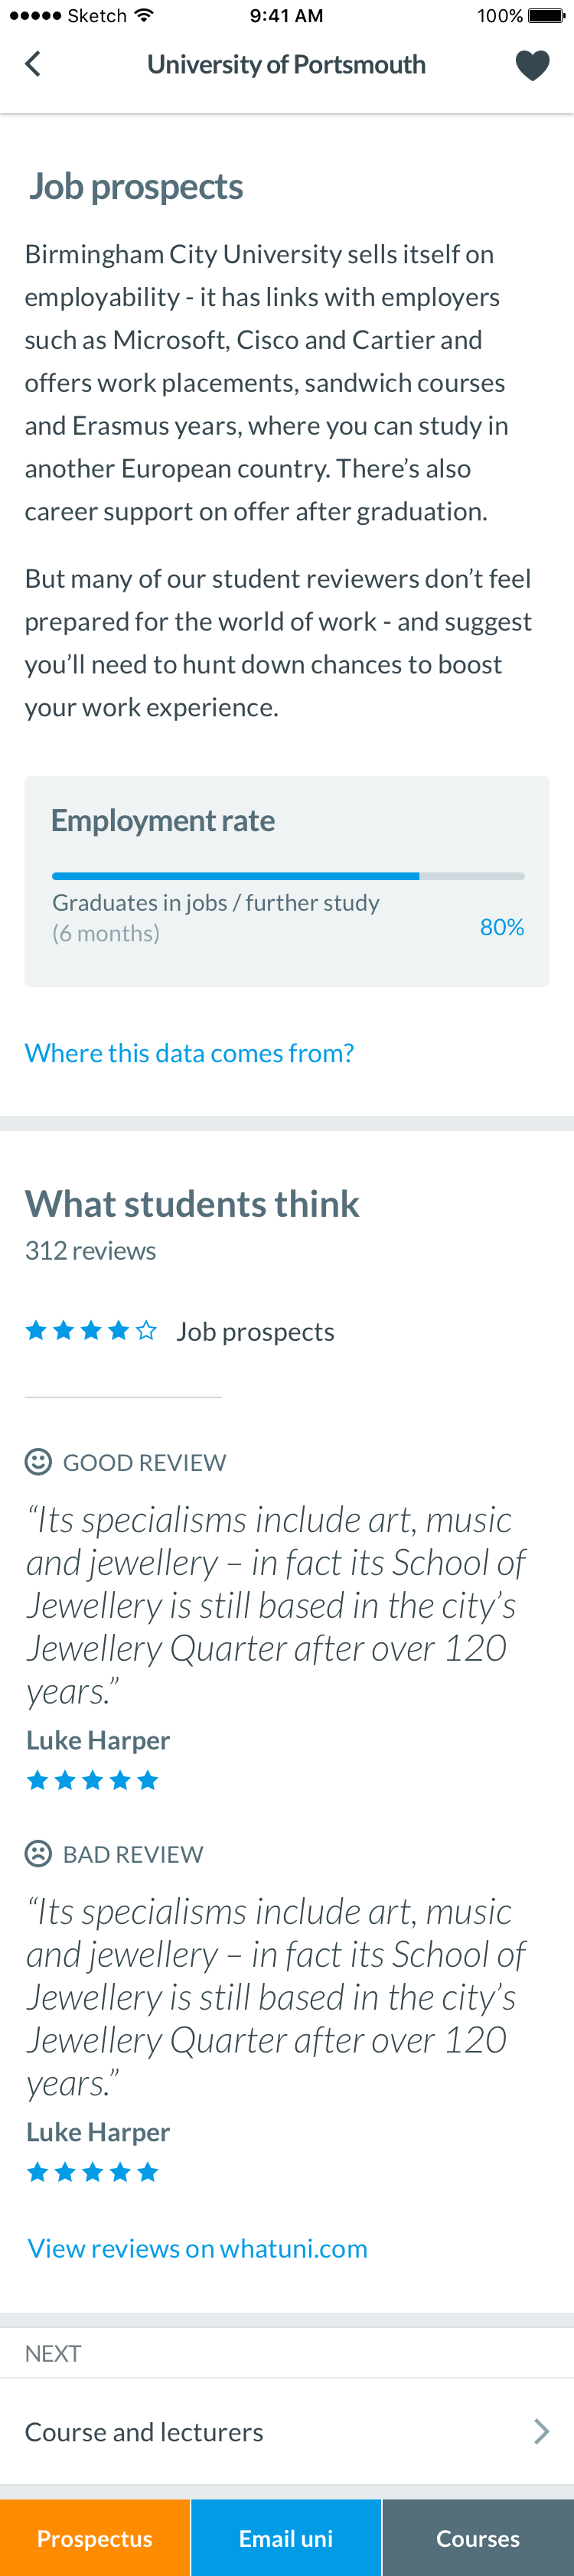 Sketch 9:41 AM 100%
University of Portsmouth
Job prospects
Birmingham City University sells itself on
employability - it has links with employers
such as Microsoft, Cisco and Cartier and
offers work placements, sandwich courses
and Erasmus years, where you can study in
another European country. There’s also
career support on offer after graduation.
But many of our student reviewers don’t feel
prepared for the world of work - and suggest
you’ll need to hunt down chances to boost
your work experience.
Employment rate
Graduates in jobs / further study
(6 months)
80%
Where this data comes from?
What students think
312 reviews
Job prospects
GOOD REVIEW
“Its specialisms include art, music
and jewellery – in fact its School of
Jewellery is still based in the city’s
Jewellery Quarter after over 120
years.”
Luke Harper
BAD REVIEW
“Its specialisms include art, music
and jewellery – in fact its School of
Jewellery is still based in the city’s
Jewellery Quarter after over 120
years.”
Luke Harper
View reviews on whatuni.com
NEXT
Course and lecturers
Prospectus Email uni Courses